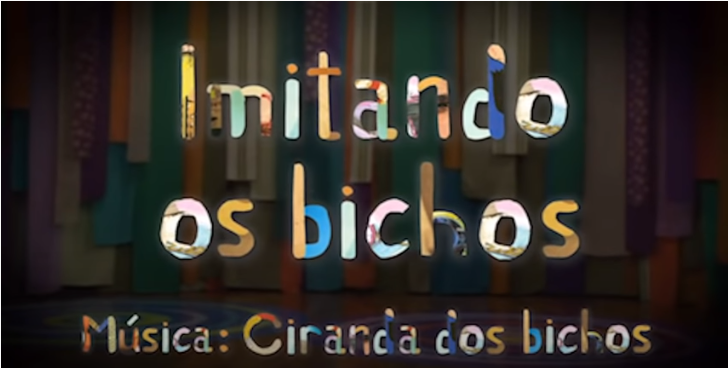 Imitando
os bichos
Música: Ciranda dos bichos